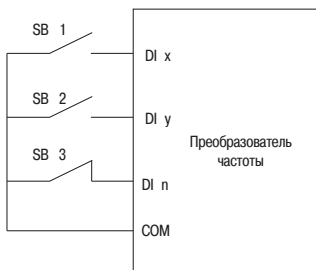 SB 1
DI x
SB 2
DI y
Преобразователь
частоты
SB 3
DI n
COM